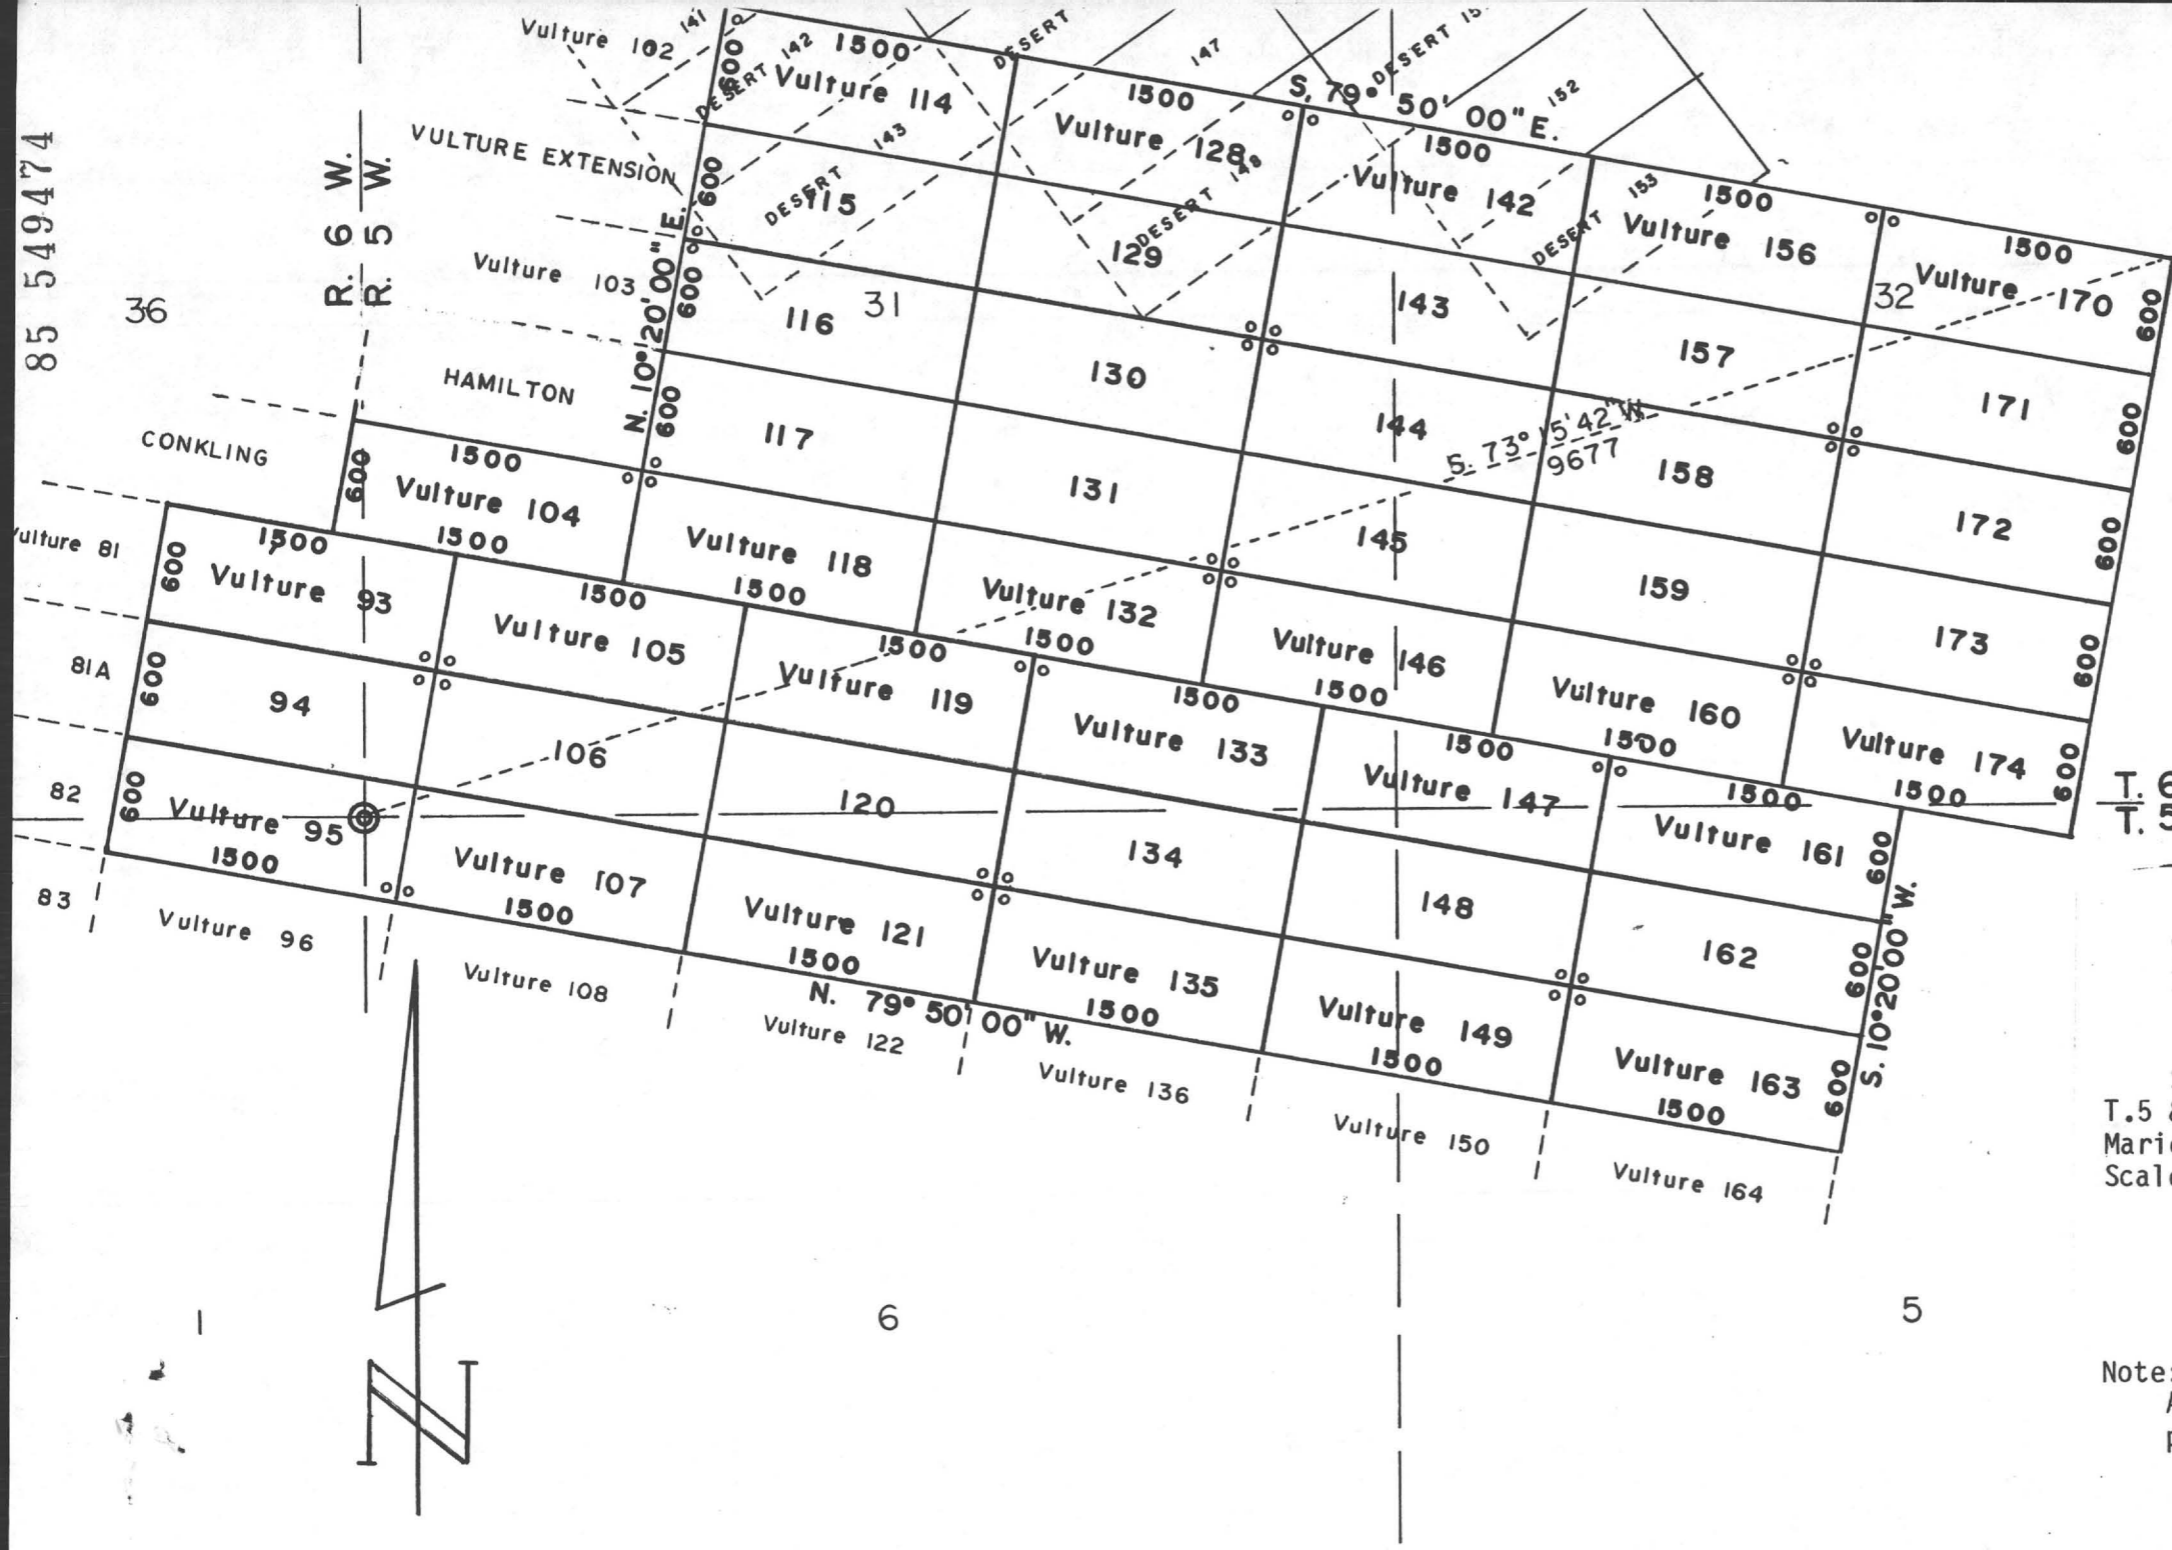 85 549474
Vulture 102
141
DESERT 142
600
1500
Vulture 114
DESERT
147
S. 79° 50' 00" E.
DESERT
152
VULTURE EXTENSION
R. 6 W.
R. 5 W.
600
143
DESERT
115
1500
Vulture 128
DESERT 148
129
1500
Vulture 142
DESERT 153
1500
Vulture 156
1500
Vulture 170
600
36
Vulture 103
N. 10° 20' 00" E.
600
116
31
130
143
157
32
171
600
HAMILTON
600
117
131
144
S. 73° 15' 42" W.
9677
158
172
600
CONKLING
600
1500
Vulture 104
1500
Vulture 118
1500
Vulture 132
1500
145
159
173
600
Vulture 146
1500
Vulture 160
1500
Vulture 174
600
1500
Vulture 81
600
1500
Vulture 93
1500
Vulture 105
1500
Vulture 119
1500
Vulture 133
1500
Vulture 147
1500
Vulture 161
600
T. 6
T. 5
81A
600
94
106
120
134
148
162
600
S. 10° 20' 00" W.
82
600
Vulture 95
1500
Vulture 107
1500
Vulture 121
1500
Vulture 135
1500
Vulture 149
1500
Vulture 163
1500
600
83
Vulture 96
Vulture 108
N. 79° 50' 00" W.
Vulture 122
Vulture 136
Vulture 150
Vulture 164
T.5
1
6
5
N